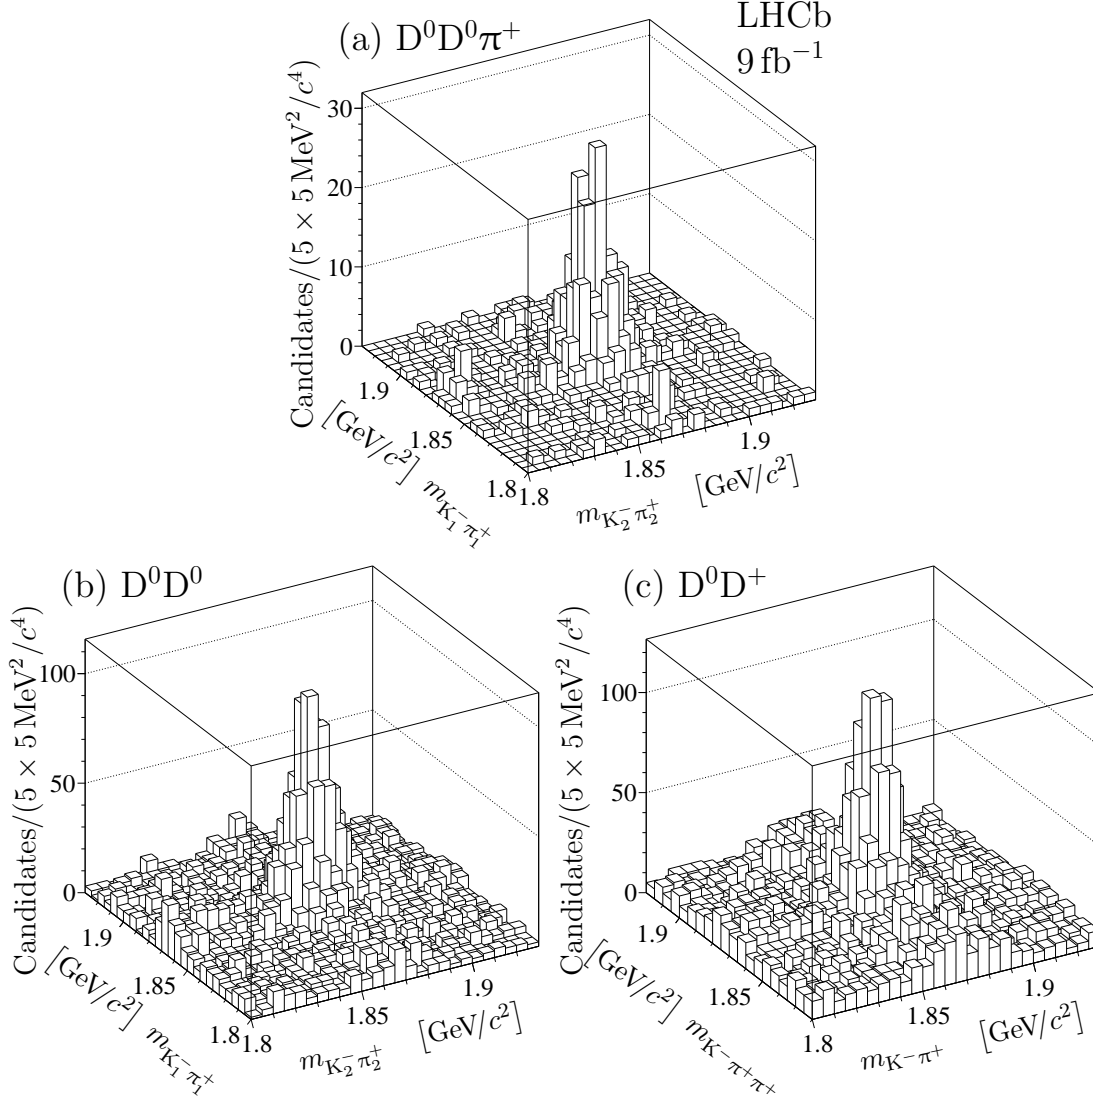 (a) D⁰D⁰π⁺
LHCb
9 fb⁻¹
Candidates/(5 × 5 MeV²/c⁴)
30
20
10
0
1.9
1.85
1.8
[GeV/c²] m_{K₁⁻π₁⁺}
1.8
1.85
1.9
m_{K₂⁻π₂⁺} [GeV/c²]
(b) D⁰D⁰
Candidates/(5 × 5 MeV²/c⁴)
100
50
0
1.9
1.85
1.8
[GeV/c²] m_{K₁⁻π₁⁺}
1.8
1.85
1.9
m_{K₂⁻π₂⁺} [GeV/c²]
(c) D⁰D⁺
Candidates/(5 × 5 MeV²/c⁴)
100
50
0
1.9
1.85
[GeV/c²] m_{K⁻π⁺π⁺}
1.8
1.85
1.9
m_{K⁻π⁺} [GeV/c²]